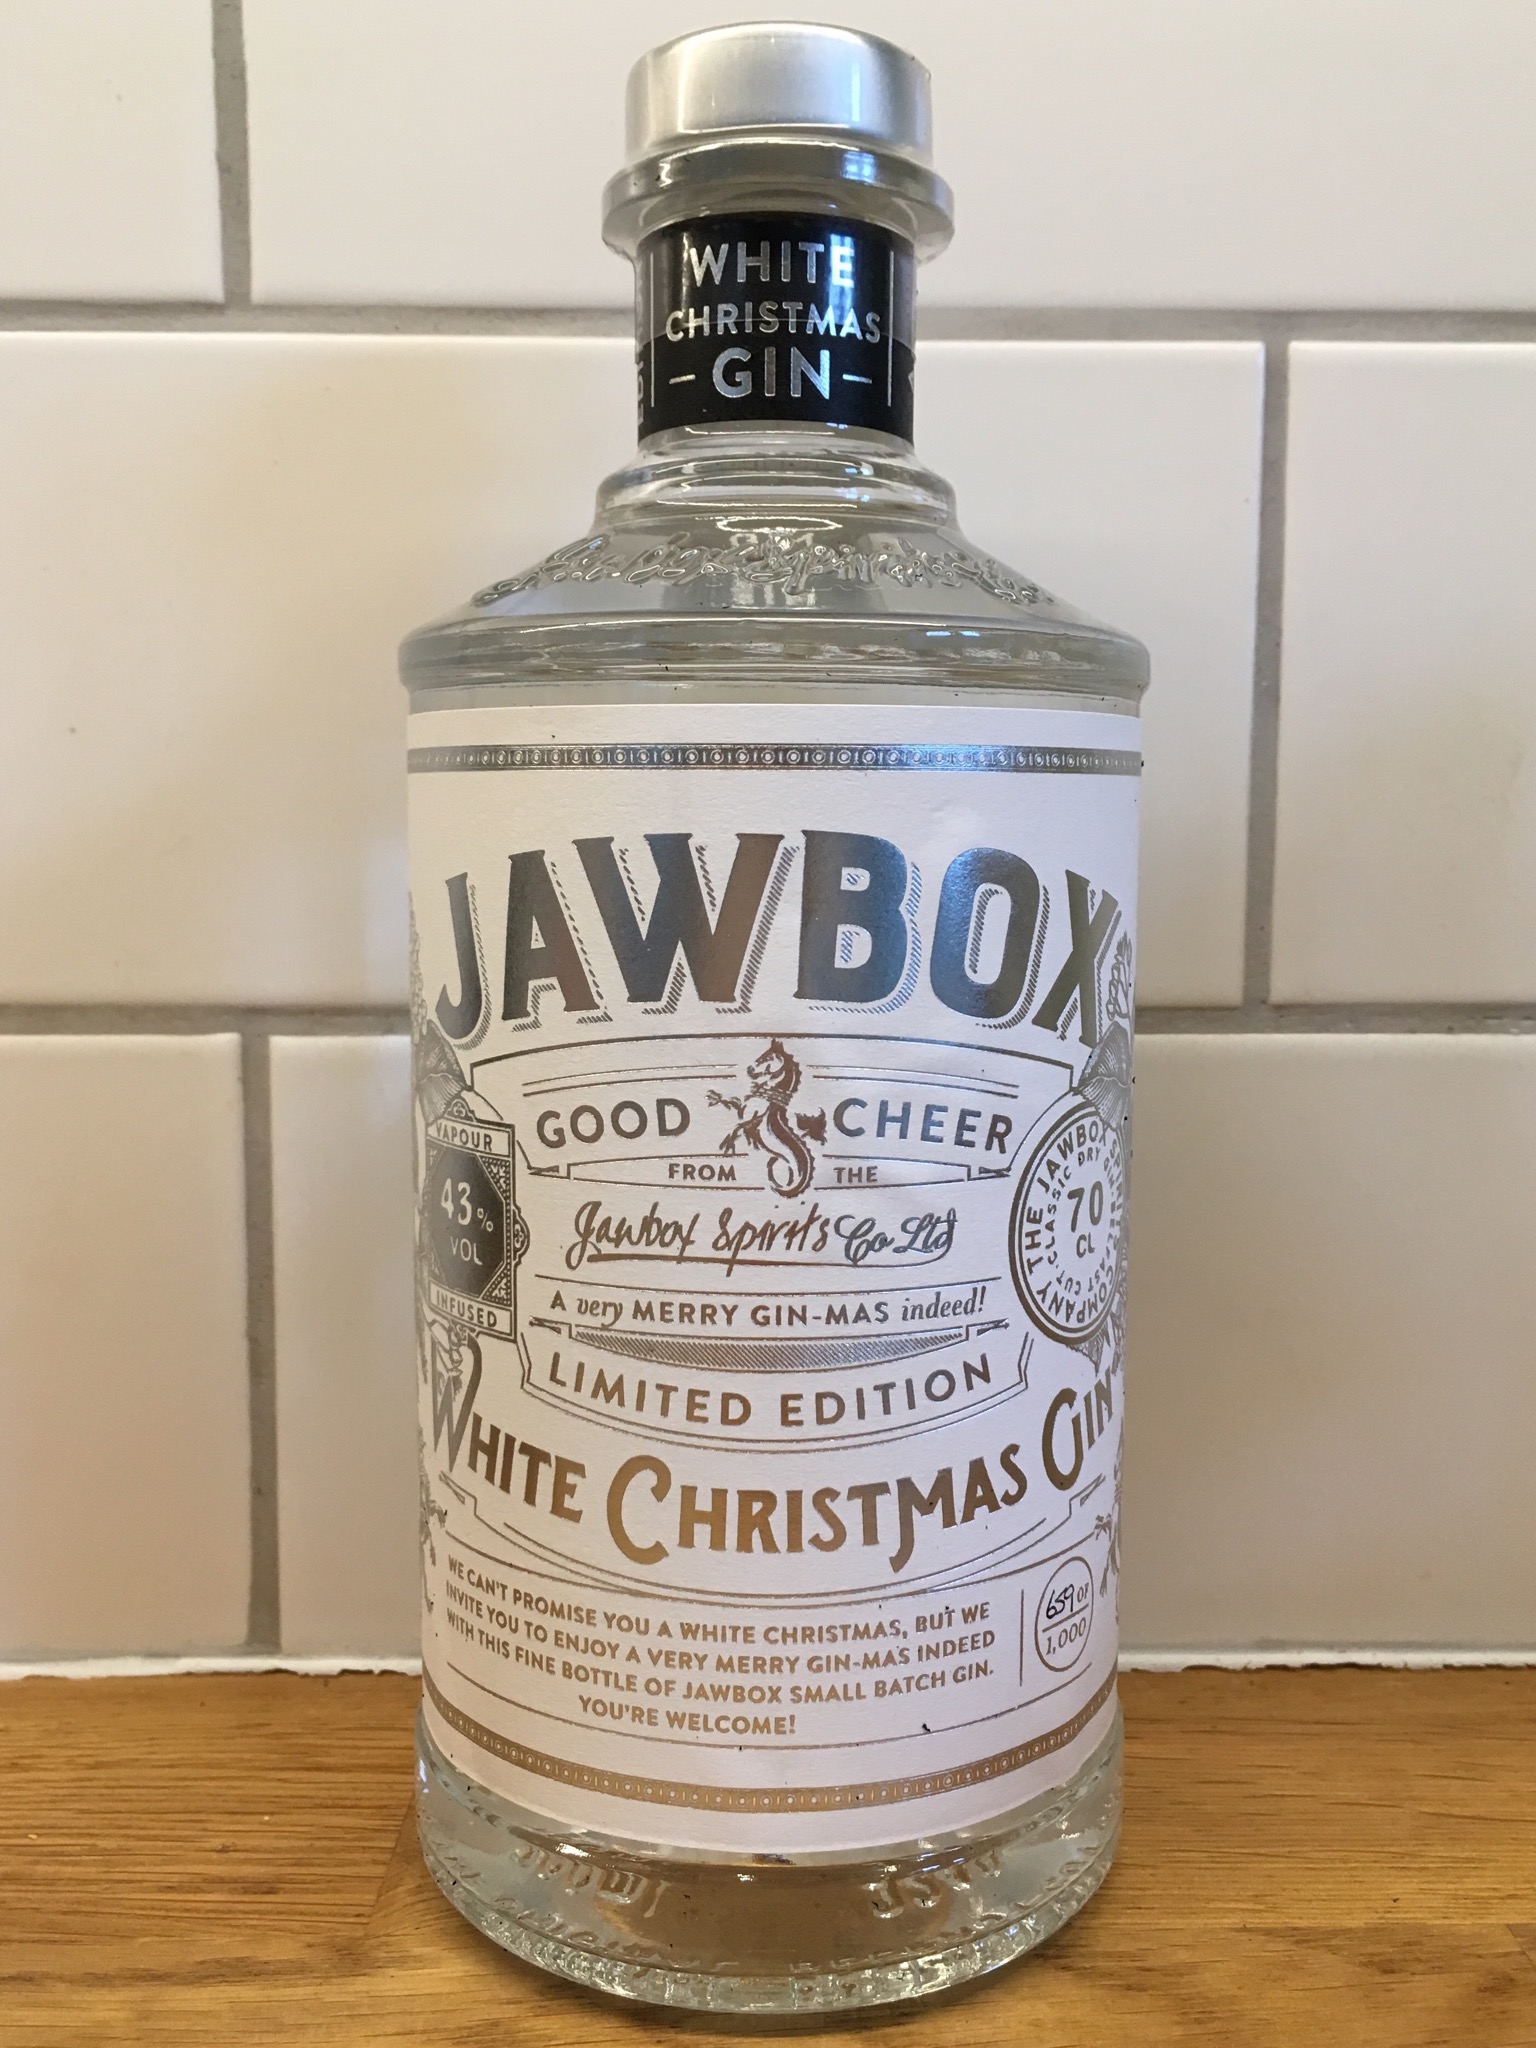 WHITE
CHRISTMAS
– GIN –
JAWBOX
GOOD CHEER
FROM THE
Jawbox Spirits Co Ltd
A very MERRY GIN-MAS indeed!
LIMITED EDITION
WHITE CHRISTMAS GIN
VAPOUR
43%
VOL
INFUSED
THE JAWBOX SPIRITS COMPANY
CLASSIC DRY GIN
70
CL
WE CAN'T PROMISE YOU A WHITE CHRISTMAS, BUT WE
INVITE YOU TO ENJOY A VERY MERRY GIN-MAS INDEED
WITH THIS FINE BOTTLE OF JAWBOX SMALL BATCH GIN.
YOU'RE WELCOME!
659 OF
1,000